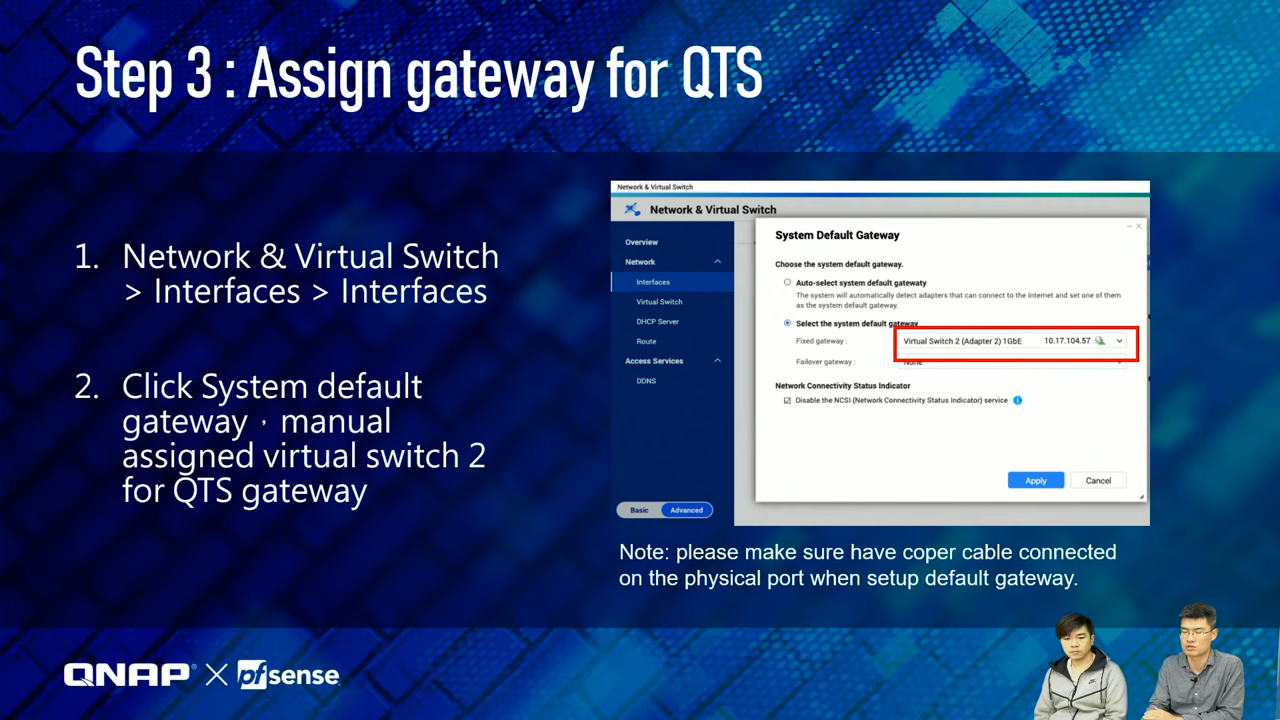 Step 3 : Assign gateway for QTS
1. Network & Virtual Switch
> Interfaces > Interfaces
2. Click System default
gateway，manual
assigned virtual switch 2
for QTS gateway
Network & Virtual Switch
Network & Virtual Switch
Overview
Network
Interfaces
Virtual Switch
DHCP Server
Route
Access Services
DDNS
Basic Advanced
System Default Gateway
Choose the system default gateway.
Auto-select system default gatewaty
The system will automatically detect adapters that can connect to the Internet and set one of them
as the system default gateway.
Select the system default gateway
Fixed gateway : Virtual Switch 2 (Adapter 2) 1GbE 10.17.104.57
Failover gateway : None
Network Connectivity Status Indicator
Disable the NCSI (Network Connectivity Status Indicator) service
Apply Cancel
Note: please make sure have coper cable connected
on the physical port when setup default gateway.
QNAP × pfsense